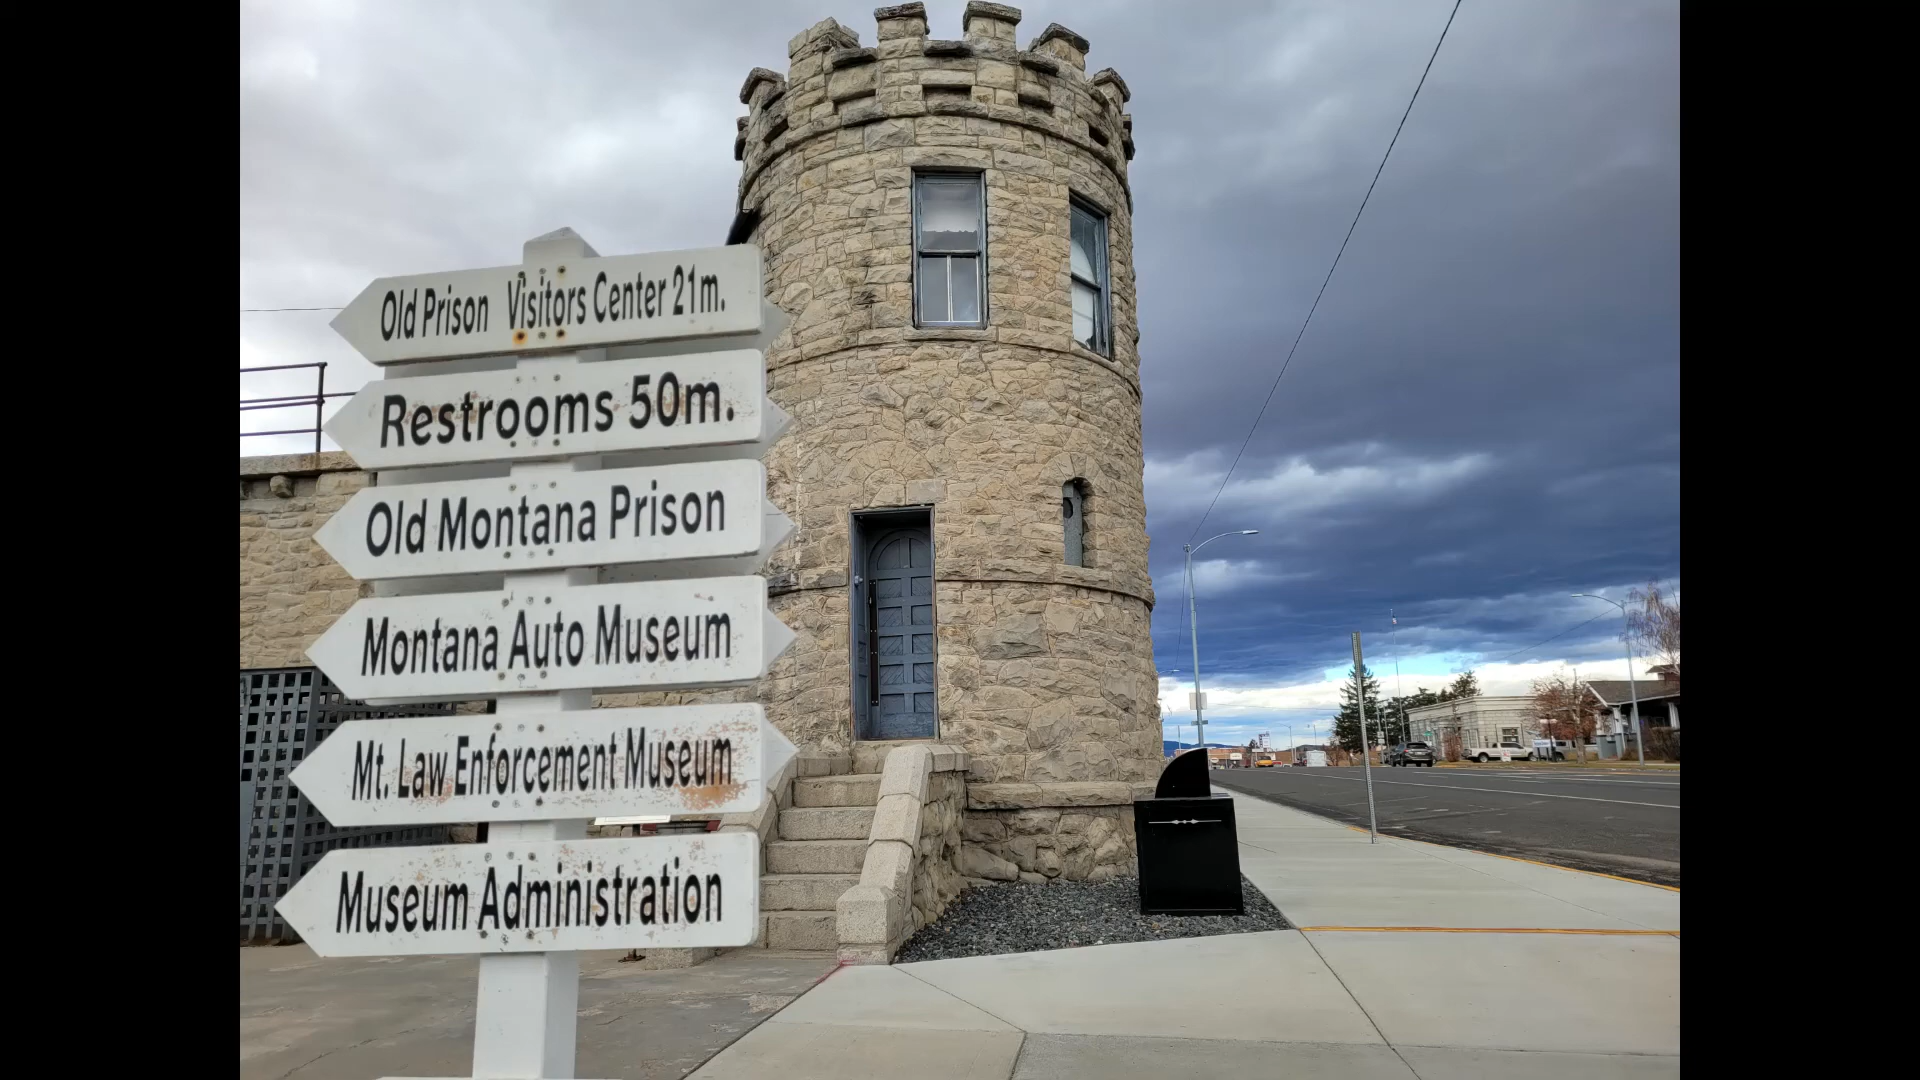 Old Prison Visitors Center 21m.
Restrooms 50m.
Old Montana Prison
Montana Auto Museum
Mt. Law Enforcement Museum
Museum Administration